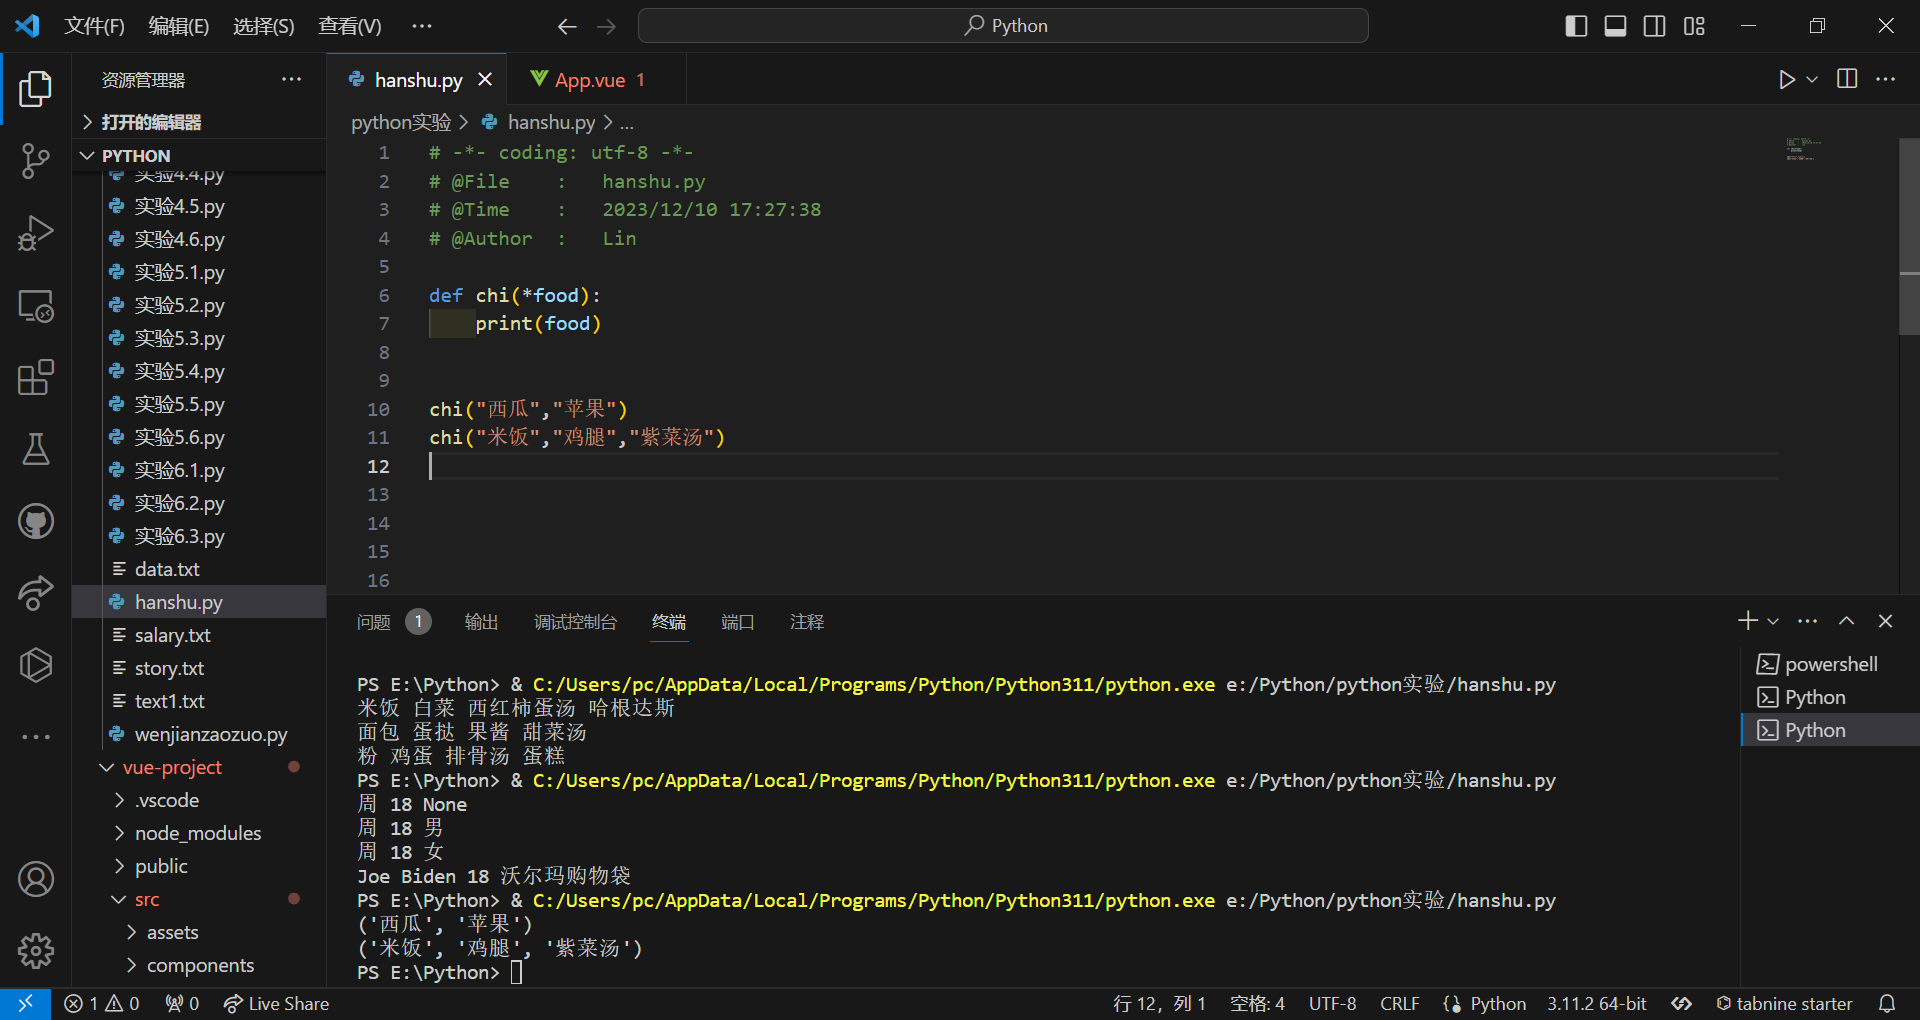 文件(F) 编辑(E) 选择(S) 查看(V) ··· Python
资源管理器 ···
打开的编辑器
PYTHON
实验4.4.py
实验4.5.py
实验4.6.py
实验5.1.py
实验5.2.py
实验5.3.py
实验5.4.py
实验5.5.py
实验5.6.py
实验6.1.py
实验6.2.py
实验6.3.py
data.txt
hanshu.py
salary.txt
story.txt
text1.txt
wenjianzaozuo.py
vue-project
.vscode
node_modules
public
src
assets
components
hanshu.py App.vue 1
python实验 > hanshu.py > ...
1 # -*- coding: utf-8 -*-
2 # @File : hanshu.py
3 # @Time : 2023/12/10 17:27:38
4 # @Author : Lin
5
6 def chi(*food):
7 print(food)
8
9
10 chi("西瓜","苹果")
11 chi("米饭","鸡腿","紫菜汤")
12
13
14
15
16
问题 1 输出 调试控制台 终端 端口 注释
PS E:\Python> & C:/Users/pc/AppData/Local/Programs/Python/Python311/python.exe e:/Python/python实验/hanshu.py
米饭 白菜 西红柿蛋汤 哈根达斯
面包 蛋挞 果酱 甜菜汤
粉 鸡蛋 排骨汤 蛋糕
PS E:\Python> & C:/Users/pc/AppData/Local/Programs/Python/Python311/python.exe e:/Python/python实验/hanshu.py
周 18 None
周 18 男
周 18 女
Joe Biden 18 沃尔玛购物袋
PS E:\Python> & C:/Users/pc/AppData/Local/Programs/Python/Python311/python.exe e:/Python/python实验/hanshu.py
('西瓜', '苹果')
('米饭', '鸡腿', '紫菜汤')
PS E:\Python>
powershell
Python
Python
1 0 0 Live Share 行 12，列 1 空格: 4 UTF-8 CRLF Python 3.11.2 64-bit tabnine starter